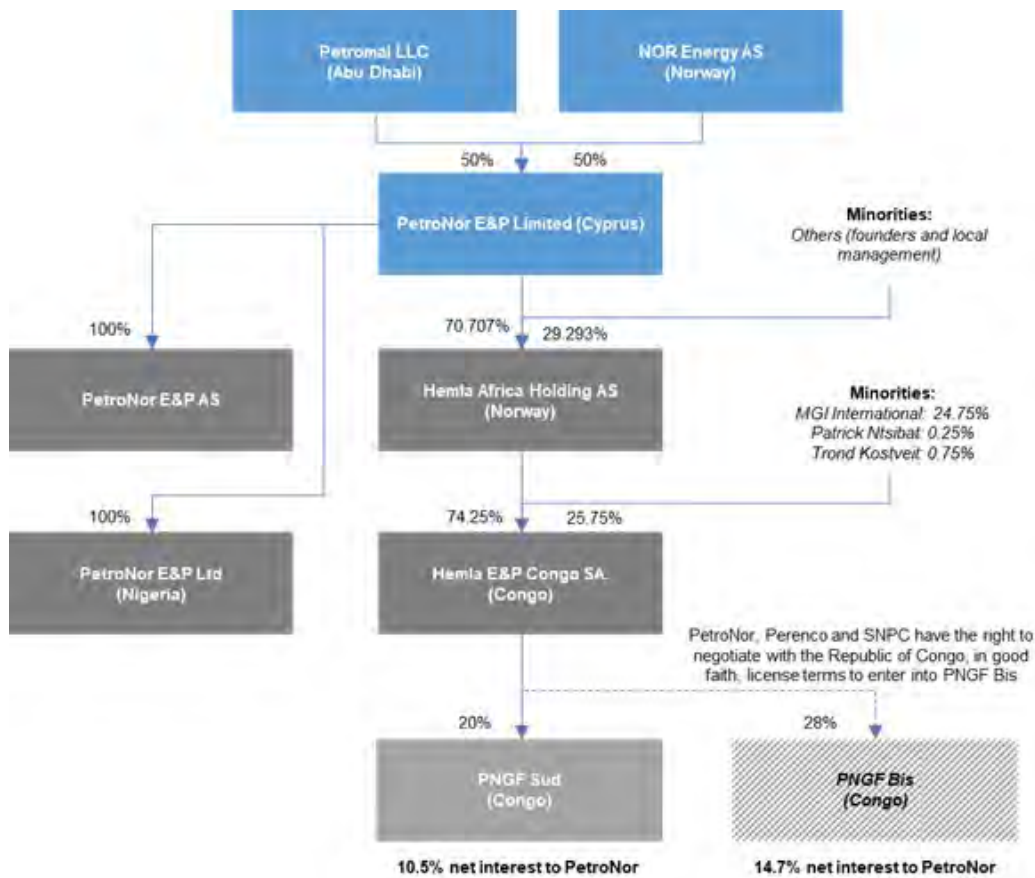 Petromal LLC
(Abu Dhabi)
NOR Energy AS
(Norway)
50%
50%
PetroNor E&P Limited (Cyprus)
Minorities:
Others (founders and local
management)
100%
70.707%
29.293%
PetroNor E&P AS
Hemla Africa Holding AS
(Norway)
Minorities:
MGI International: 24.75%
Patrick Ntsibat: 0.25%
Trond Kostveit: 0.75%
100%
74.25%
25.75%
PetroNor E&P Ltd
(Nigeria)
Hemla E&P Congo SA.
(Congo)
PetroNor, Perenco and SNPC have the right to
negotiate with the Republic of Congo, in good
faith, license terms to enter into PNGF Bis
20%
28%
PNGF Sud
(Congo)
PNGF Bis
(Congo)
10.5% net interest to PetroNor
14.7% net interest to PetroNor